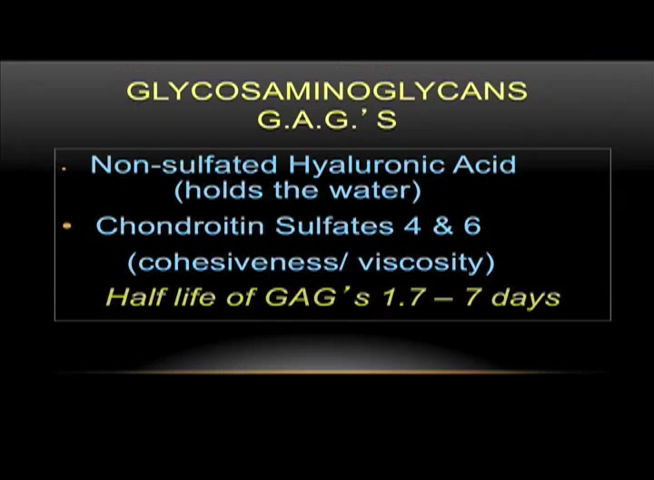 GLYCOSAMINOGLYCANS
G.A.G.'S
• Non-sulfated Hyaluronic Acid
(holds the water)
• Chondroitin Sulfates 4 & 6
(cohesiveness/ viscosity)
Half life of GAG's 1.7 – 7 days